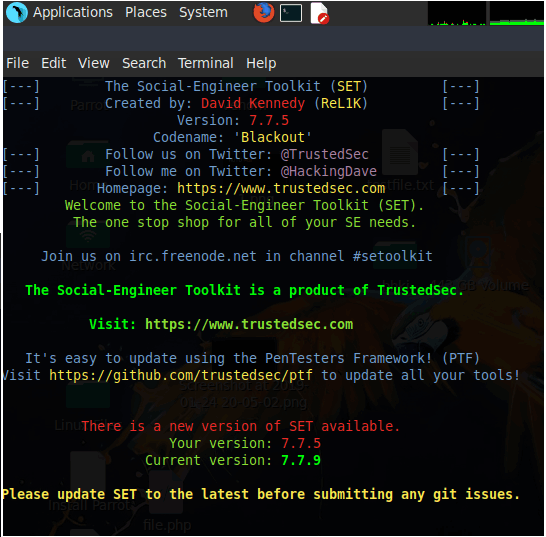 Applications Places System
File Edit View Search Terminal Help
[---] The Social-Engineer Toolkit (SET) [---]
[---] Created by: David Kennedy (ReL1K) [---]
Version: 7.7.5
Codename: 'Blackout'
[---] Follow us on Twitter: @TrustedSec [---]
[---] Follow me on Twitter: @HackingDave [---]
[---] Homepage: https://www.trustedsec.com [---]
Welcome to the Social-Engineer Toolkit (SET).
The one stop shop for all of your SE needs.
Join us on irc.freenode.net in channel #setoolkit
The Social-Engineer Toolkit is a product of TrustedSec.
Visit: https://www.trustedsec.com
It's easy to update using the PenTesters Framework! (PTF)
Visit https://github.com/trustedsec/ptf to update all your tools!
There is a new version of SET available.
Your version: 7.7.5
Current version: 7.7.9
Please update SET to the latest before submitting any git issues.
Network
Install Parrot
file.php